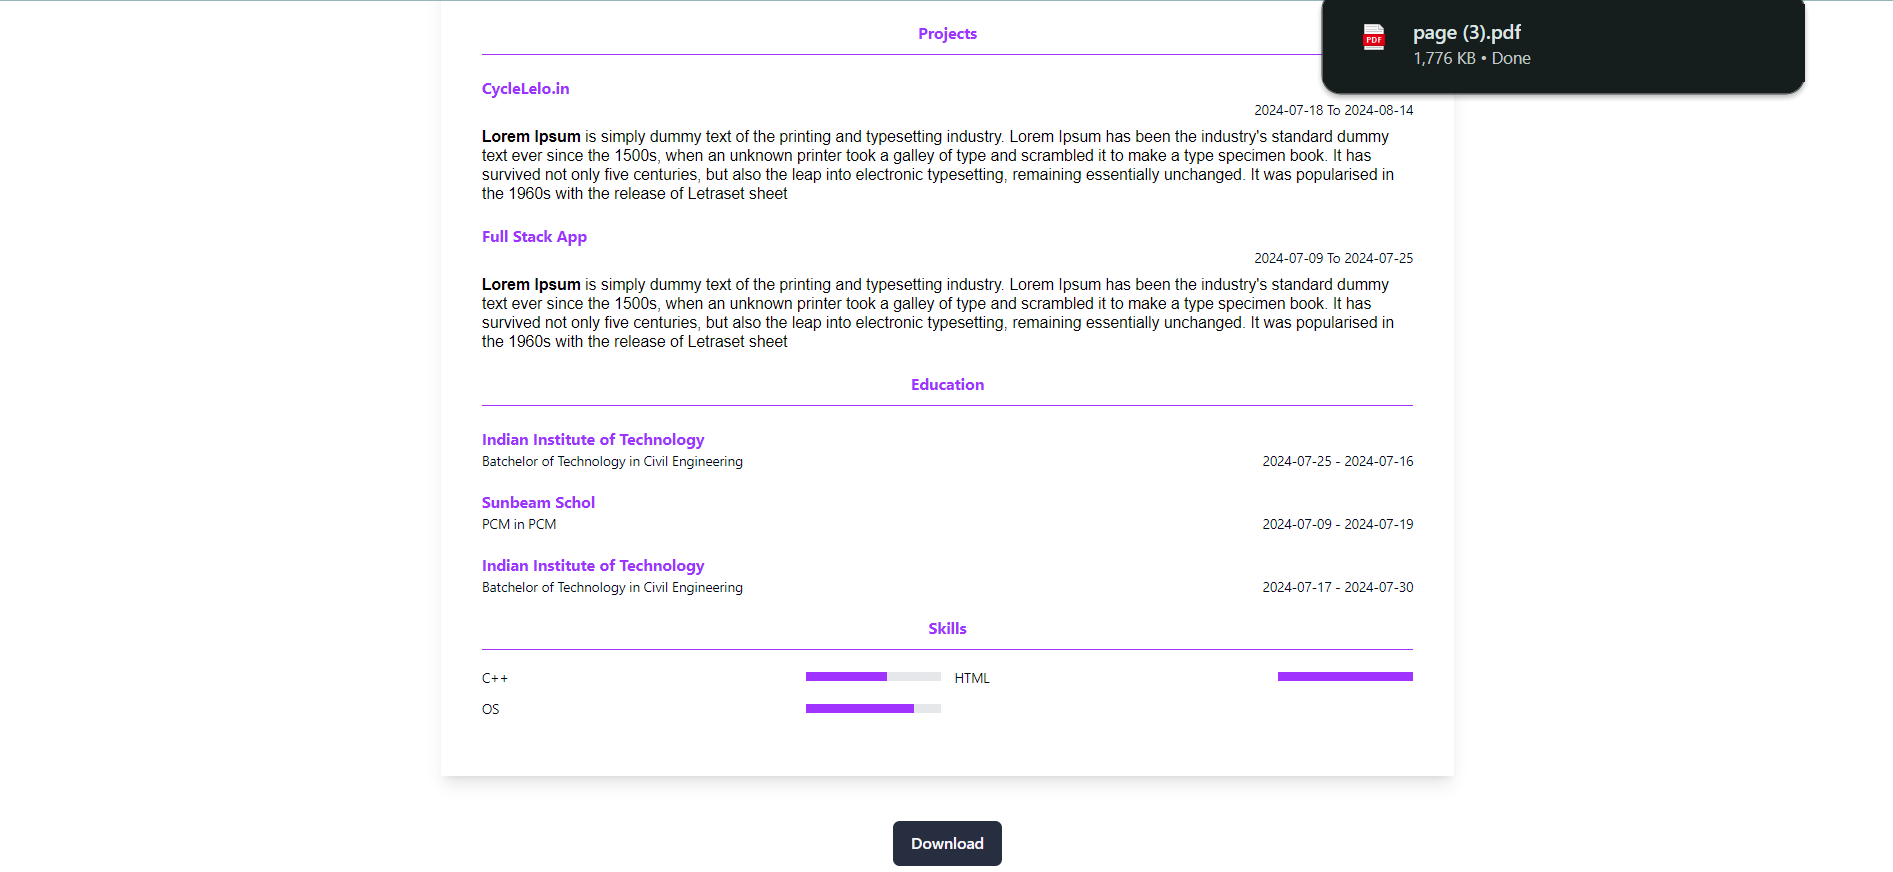 Projects
page (3).pdf
PDF
1,776 KB • Done
CycleLelo.in
2024-07-18 To 2024-08-14
Lorem Ipsum is simply dummy text of the printing and typesetting industry. Lorem Ipsum has been the industry's standard dummy
text ever since the 1500s, when an unknown printer took a galley of type and scrambled it to make a type specimen book. It has
survived not only five centuries, but also the leap into electronic typesetting, remaining essentially unchanged. It was popularised in
the 1960s with the release of Letraset sheet
Full Stack App
2024-07-09 To 2024-07-25
Lorem Ipsum is simply dummy text of the printing and typesetting industry. Lorem Ipsum has been the industry's standard dummy
text ever since the 1500s, when an unknown printer took a galley of type and scrambled it to make a type specimen book. It has
survived not only five centuries, but also the leap into electronic typesetting, remaining essentially unchanged. It was popularised in
the 1960s with the release of Letraset sheet
Education
Indian Institute of Technology
Batchelor of Technology in Civil Engineering 2024-07-25 - 2024-07-16
Sunbeam Schol
PCM in PCM 2024-07-09 - 2024-07-19
Indian Institute of Technology
Batchelor of Technology in Civil Engineering 2024-07-17 - 2024-07-30
Skills
C++ HTML
OS
Download